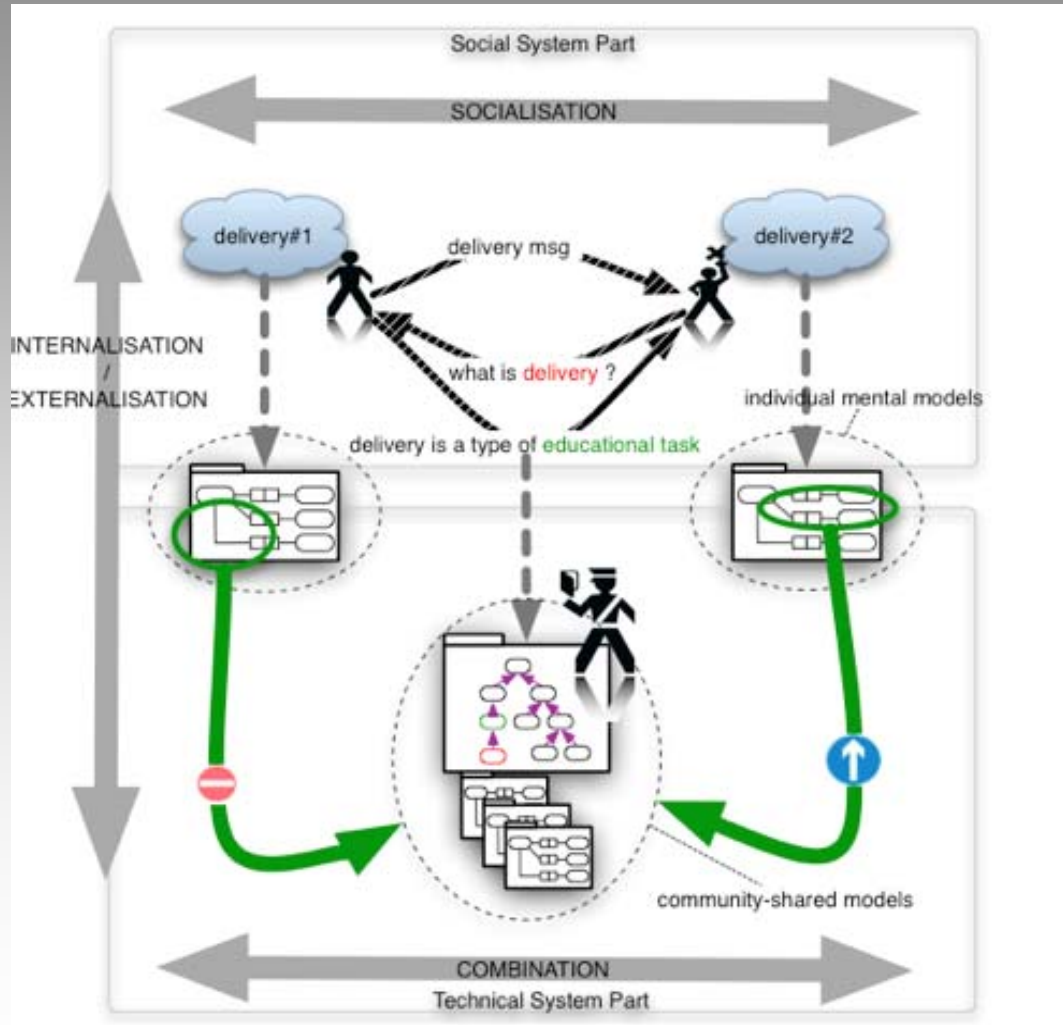 Social System Part
SOCIALISATION
delivery#1
delivery msg
delivery#2
INTERNALISATION
/
EXTERNALISATION
what is delivery ?
individual mental models
delivery is a type of educational task
community-shared models
COMBINATION
Technical System Part